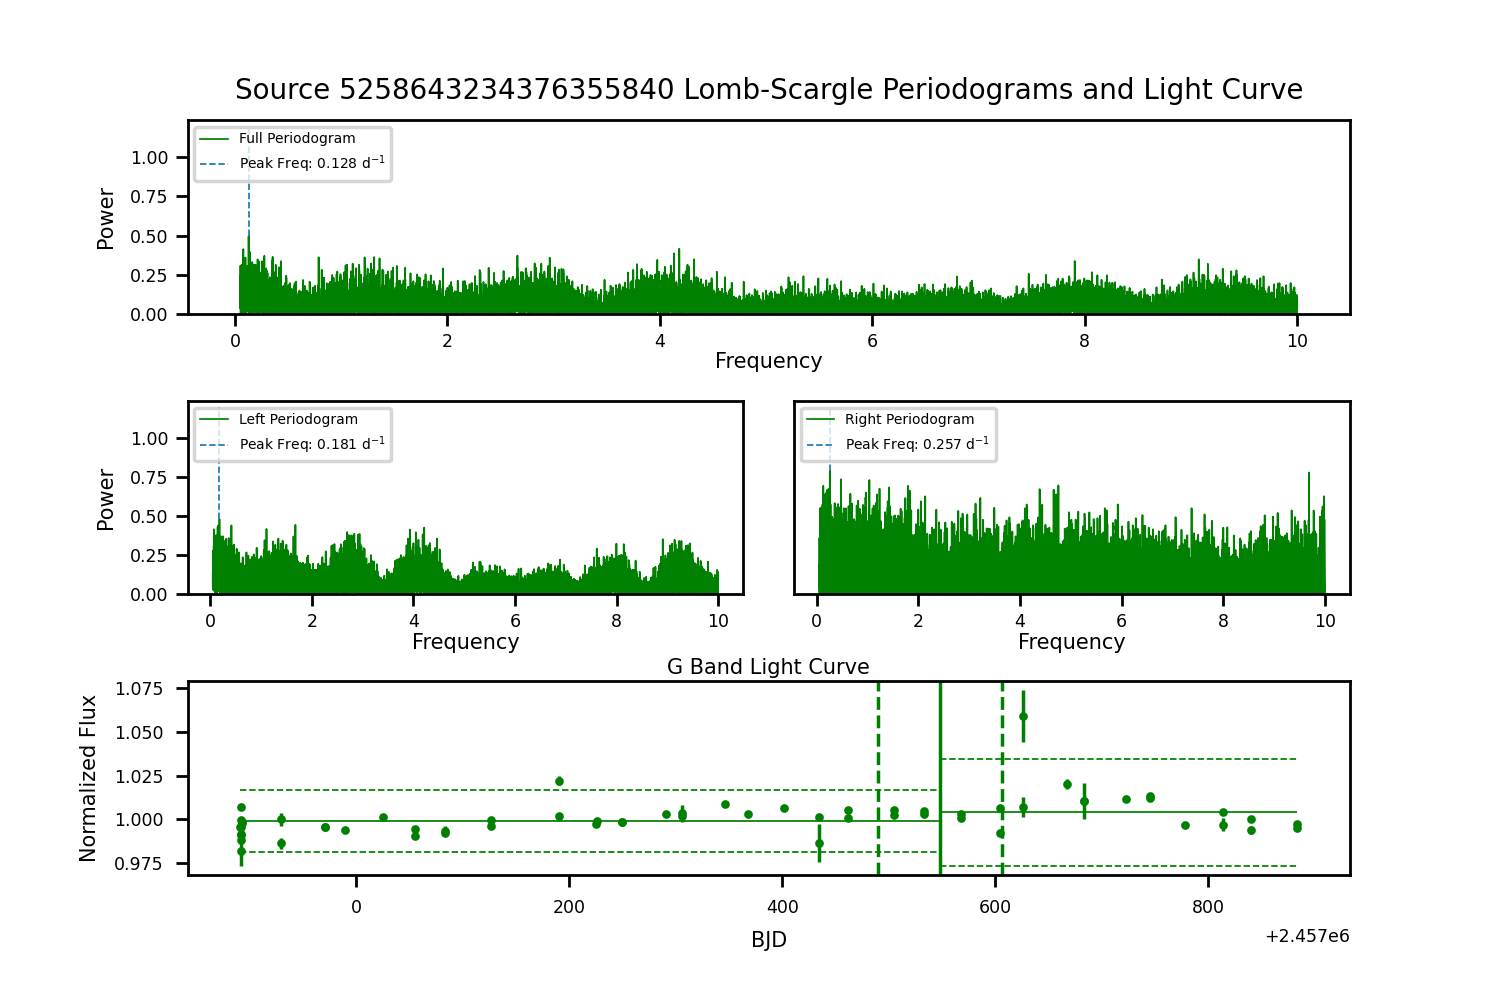 Source 5258643234376355840 Lomb-Scargle Periodograms and Light Curve
Full Periodogram
Peak Freq: 0.128 d⁻¹
Power
1.00
0.75
0.50
0.25
0.00
0 2 4 6 8 10
Frequency
Left Periodogram
Peak Freq: 0.181 d⁻¹
Power
1.00
0.75
0.50
0.25
0.00
0 2 4 6 8 10
Frequency
Right Periodogram
Peak Freq: 0.257 d⁻¹
0 2 4 6 8 10
Frequency
G Band Light Curve
Normalized Flux
1.075
1.050
1.025
1.000
0.975
0 200 400 600 800
BJD
+2.457e6